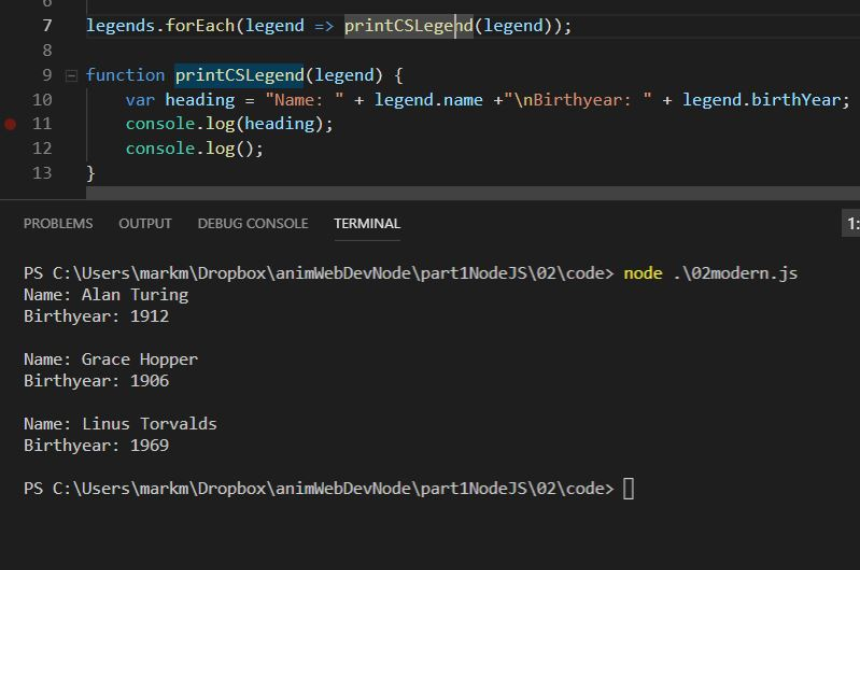 6
7 legends.forEach(legend => printCSLegend(legend));
8
9 function printCSLegend(legend) {
10 var heading = "Name: " + legend.name +"\nBirthyear: " + legend.birthYear;
11 console.log(heading);
12 console.log();
13 }
PROBLEMS OUTPUT DEBUG CONSOLE TERMINAL 1:
PS C:\Users\markm\Dropbox\animWebDevNode\part1NodeJS\02\code> node .\02modern.js
Name: Alan Turing
Birthyear: 1912
Name: Grace Hopper
Birthyear: 1906
Name: Linus Torvalds
Birthyear: 1969
PS C:\Users\markm\Dropbox\animWebDevNode\part1NodeJS\02\code>